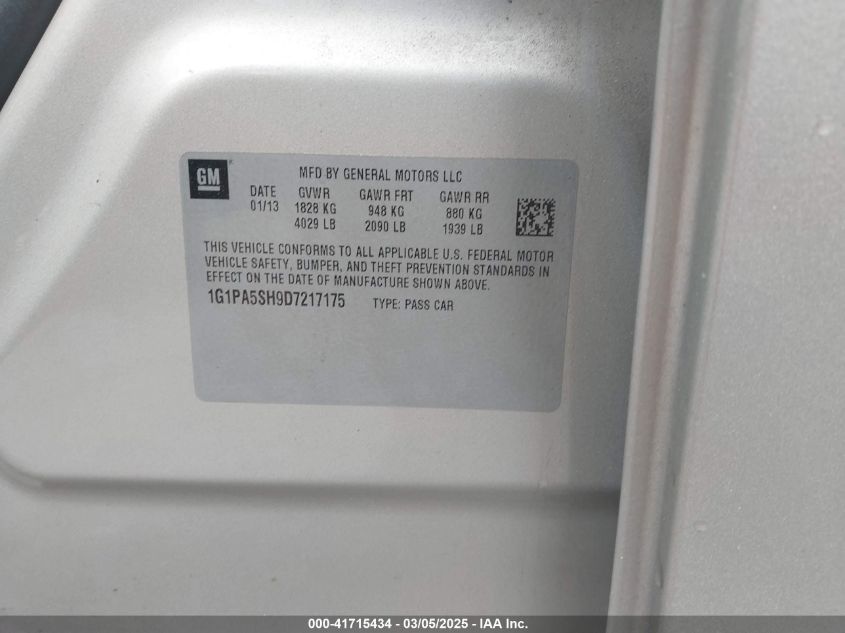 GM
MFD BY GENERAL MOTORS LLC
DATE GVWR GAWR FRT GAWR RR
01/13 1828 KG 948 KG 880 KG
4029 LB 2090 LB 1939 LB
THIS VEHICLE CONFORMS TO ALL APPLICABLE U.S. FEDERAL MOTOR
VEHICLE SAFETY, BUMPER, AND THEFT PREVENTION STANDARDS IN
EFFECT ON THE DATE OF MANUFACTURE SHOWN ABOVE.
1G1PA5SH9D7217175 TYPE: PASS CAR
000-41715434 - 03/05/2025 - IAA Inc.